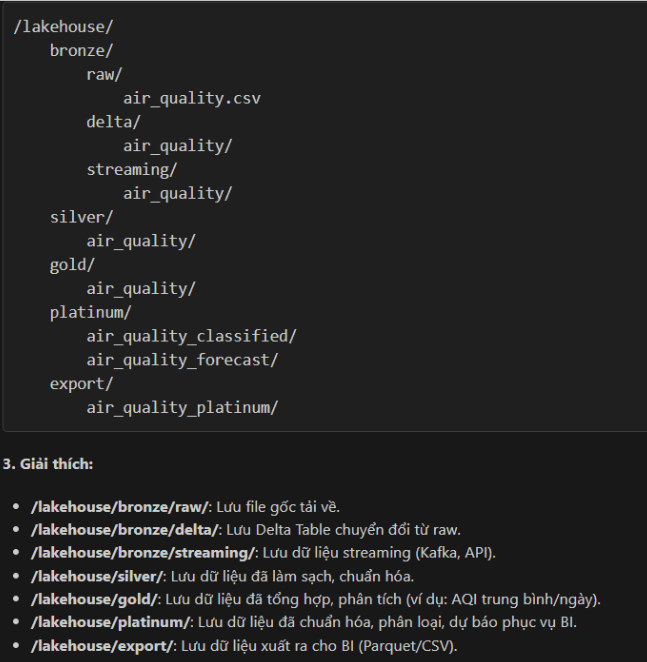 /lakehouse/
    bronze/
        raw/
            air_quality.csv
        delta/
            air_quality/
        streaming/
            air_quality/
    silver/
        air_quality/
    gold/
        air_quality/
    platinum/
        air_quality_classified/
        air_quality_forecast/
    export/
        air_quality_platinum/
3. Giải thích:
• /lakehouse/bronze/raw/: Lưu file gốc tải về.
• /lakehouse/bronze/delta/: Lưu Delta Table chuyển đổi từ raw.
• /lakehouse/bronze/streaming/: Lưu dữ liệu streaming (Kafka, API).
• /lakehouse/silver/: Lưu dữ liệu đã làm sạch, chuẩn hóa.
• /lakehouse/gold/: Lưu dữ liệu đã tổng hợp, phân tích (ví dụ: AQI trung bình/ngày).
• /lakehouse/platinum/: Lưu dữ liệu đã chuẩn hóa, phân loại, dự báo phục vụ BI.
• /lakehouse/export/: Lưu dữ liệu xuất ra cho BI (Parquet/CSV).